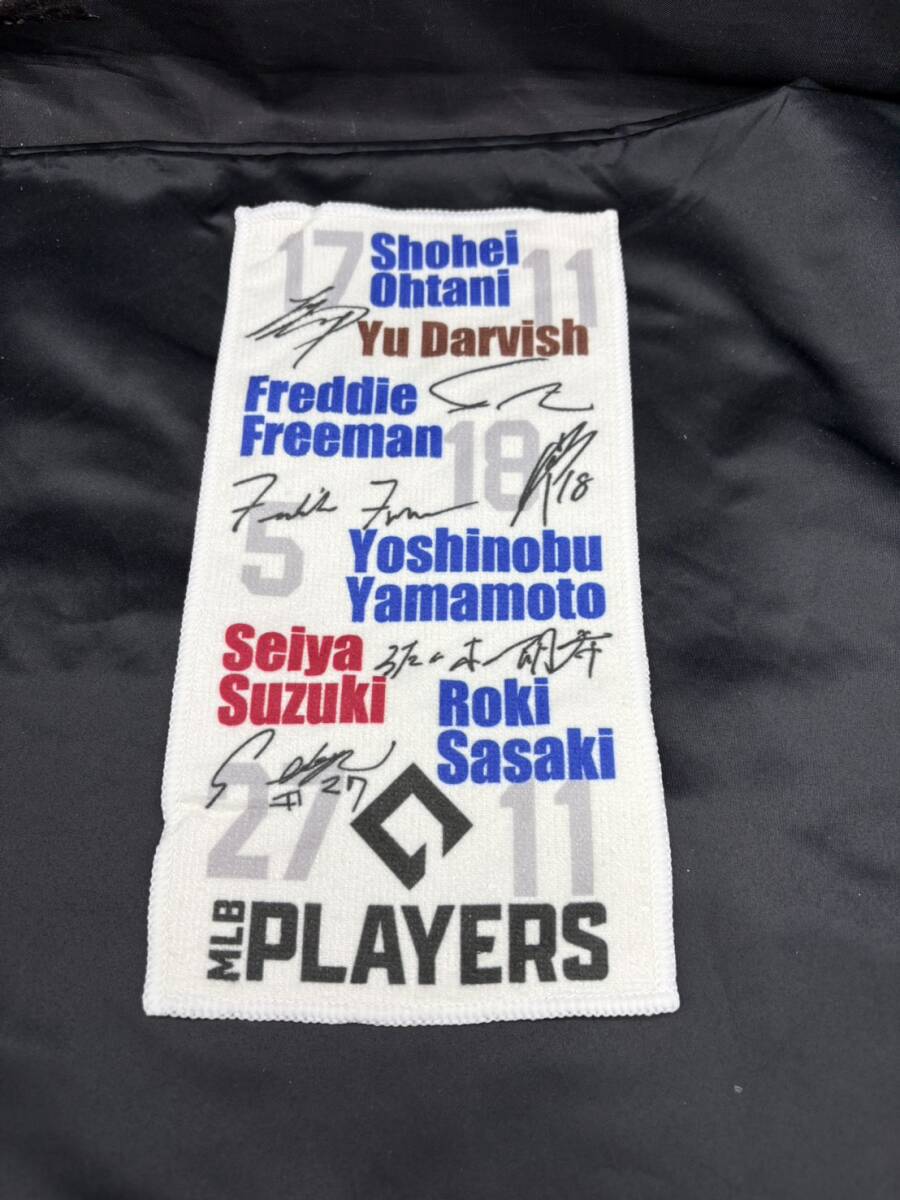 17
Shohei
Ohtani
11
Yu Darvish
Freddie
Freeman
18
18
5
Yoshinobu
Yamamoto
Seiya
Suzuki
佐々木朗希
Roki
Sasaki
#27
27
11
MLB
PLAYERS